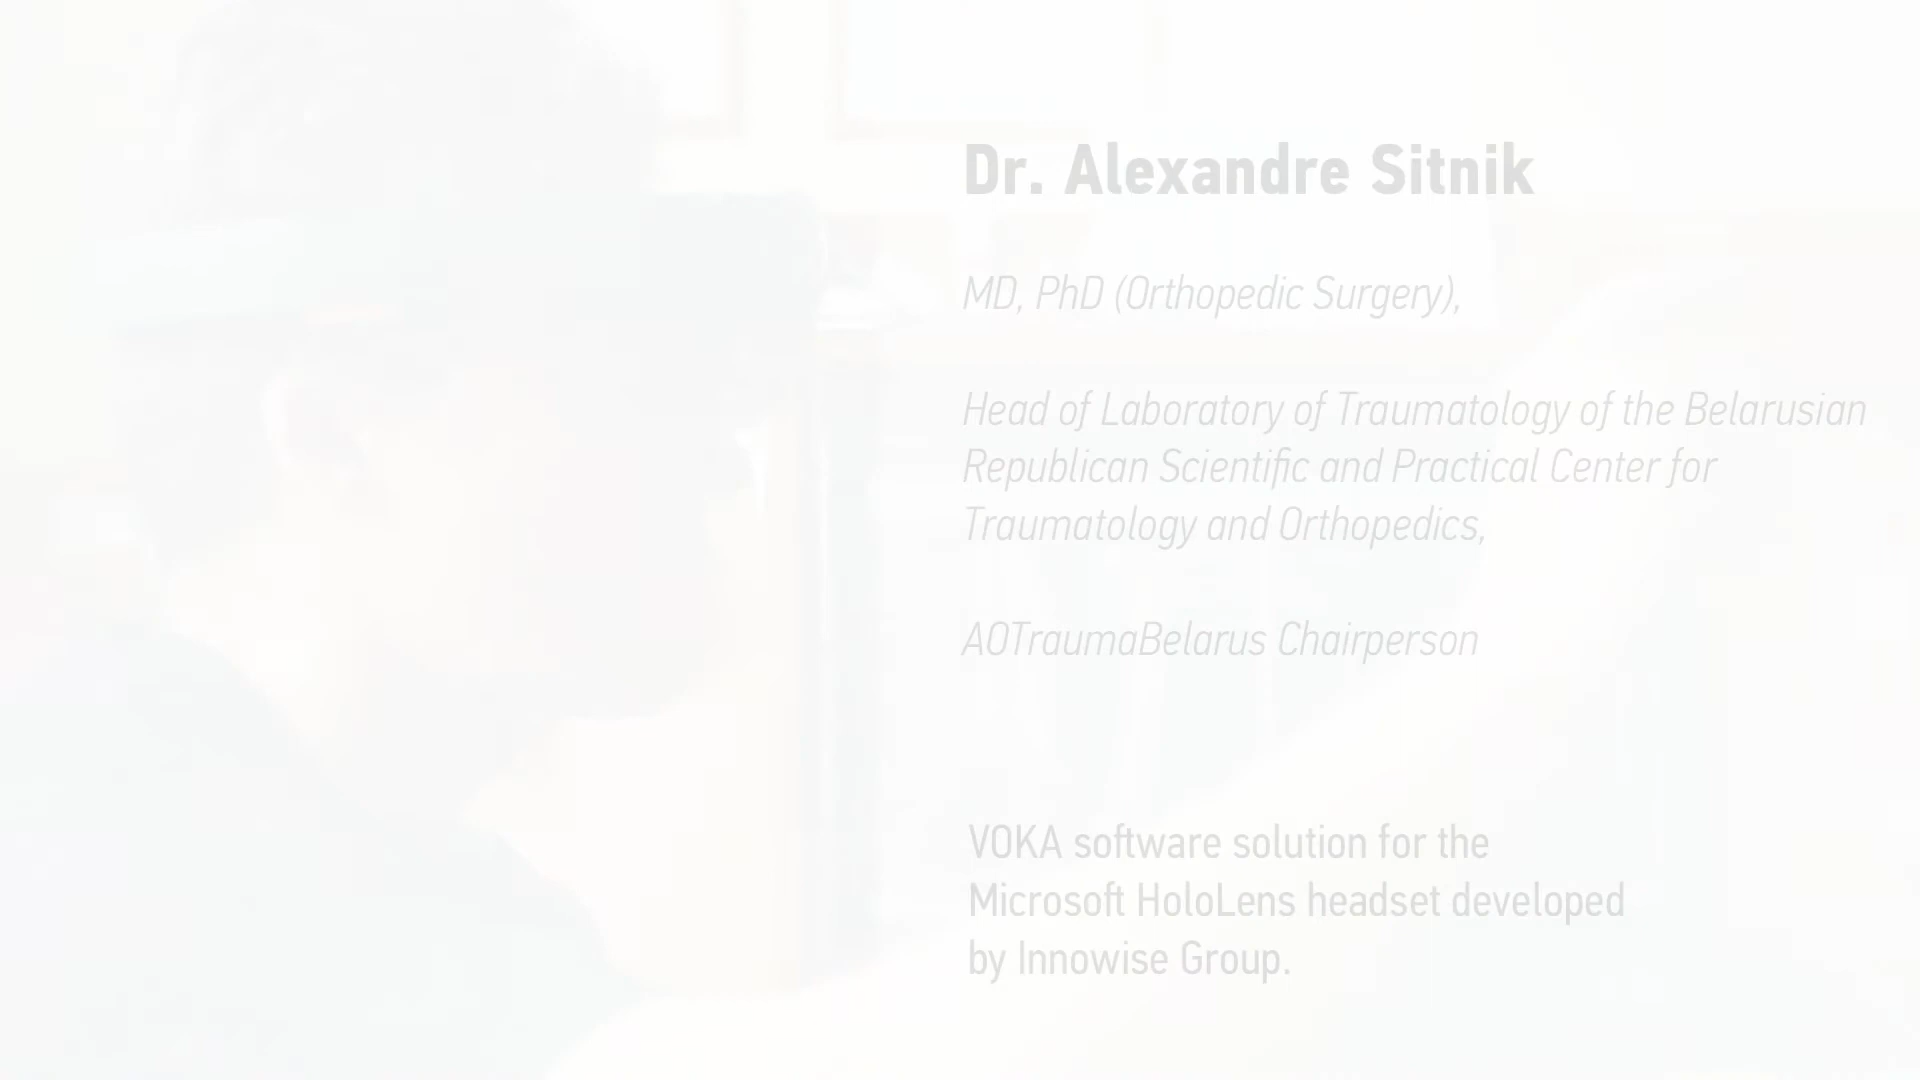 Dr. Alexandre Sitnik
MD, PhD (Orthopedic Surgery),
Head of Laboratory of Traumatology of the Belarusian
Republican Scientific and Practical Center for
Traumatology and Orthopedics,
AOTraumaBelarus Chairperson
VOKA software solution for the
Microsoft HoloLens headset developed
by Innowise Group.